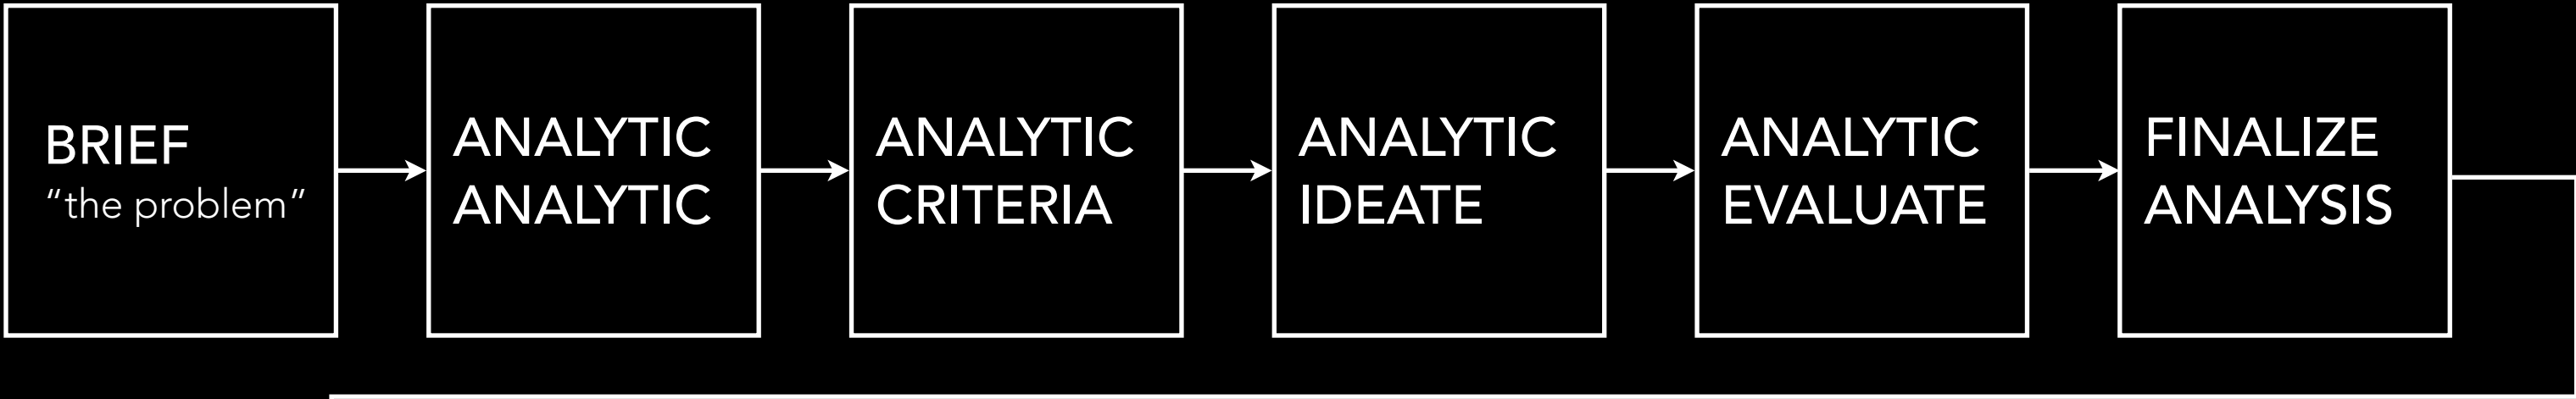 BRIEF
“the problem”
ANALYTIC
ANALYTIC
ANALYTIC
CRITERIA
ANALYTIC
IDEATE
ANALYTIC
EVALUATE
FINALIZE
ANALYSIS